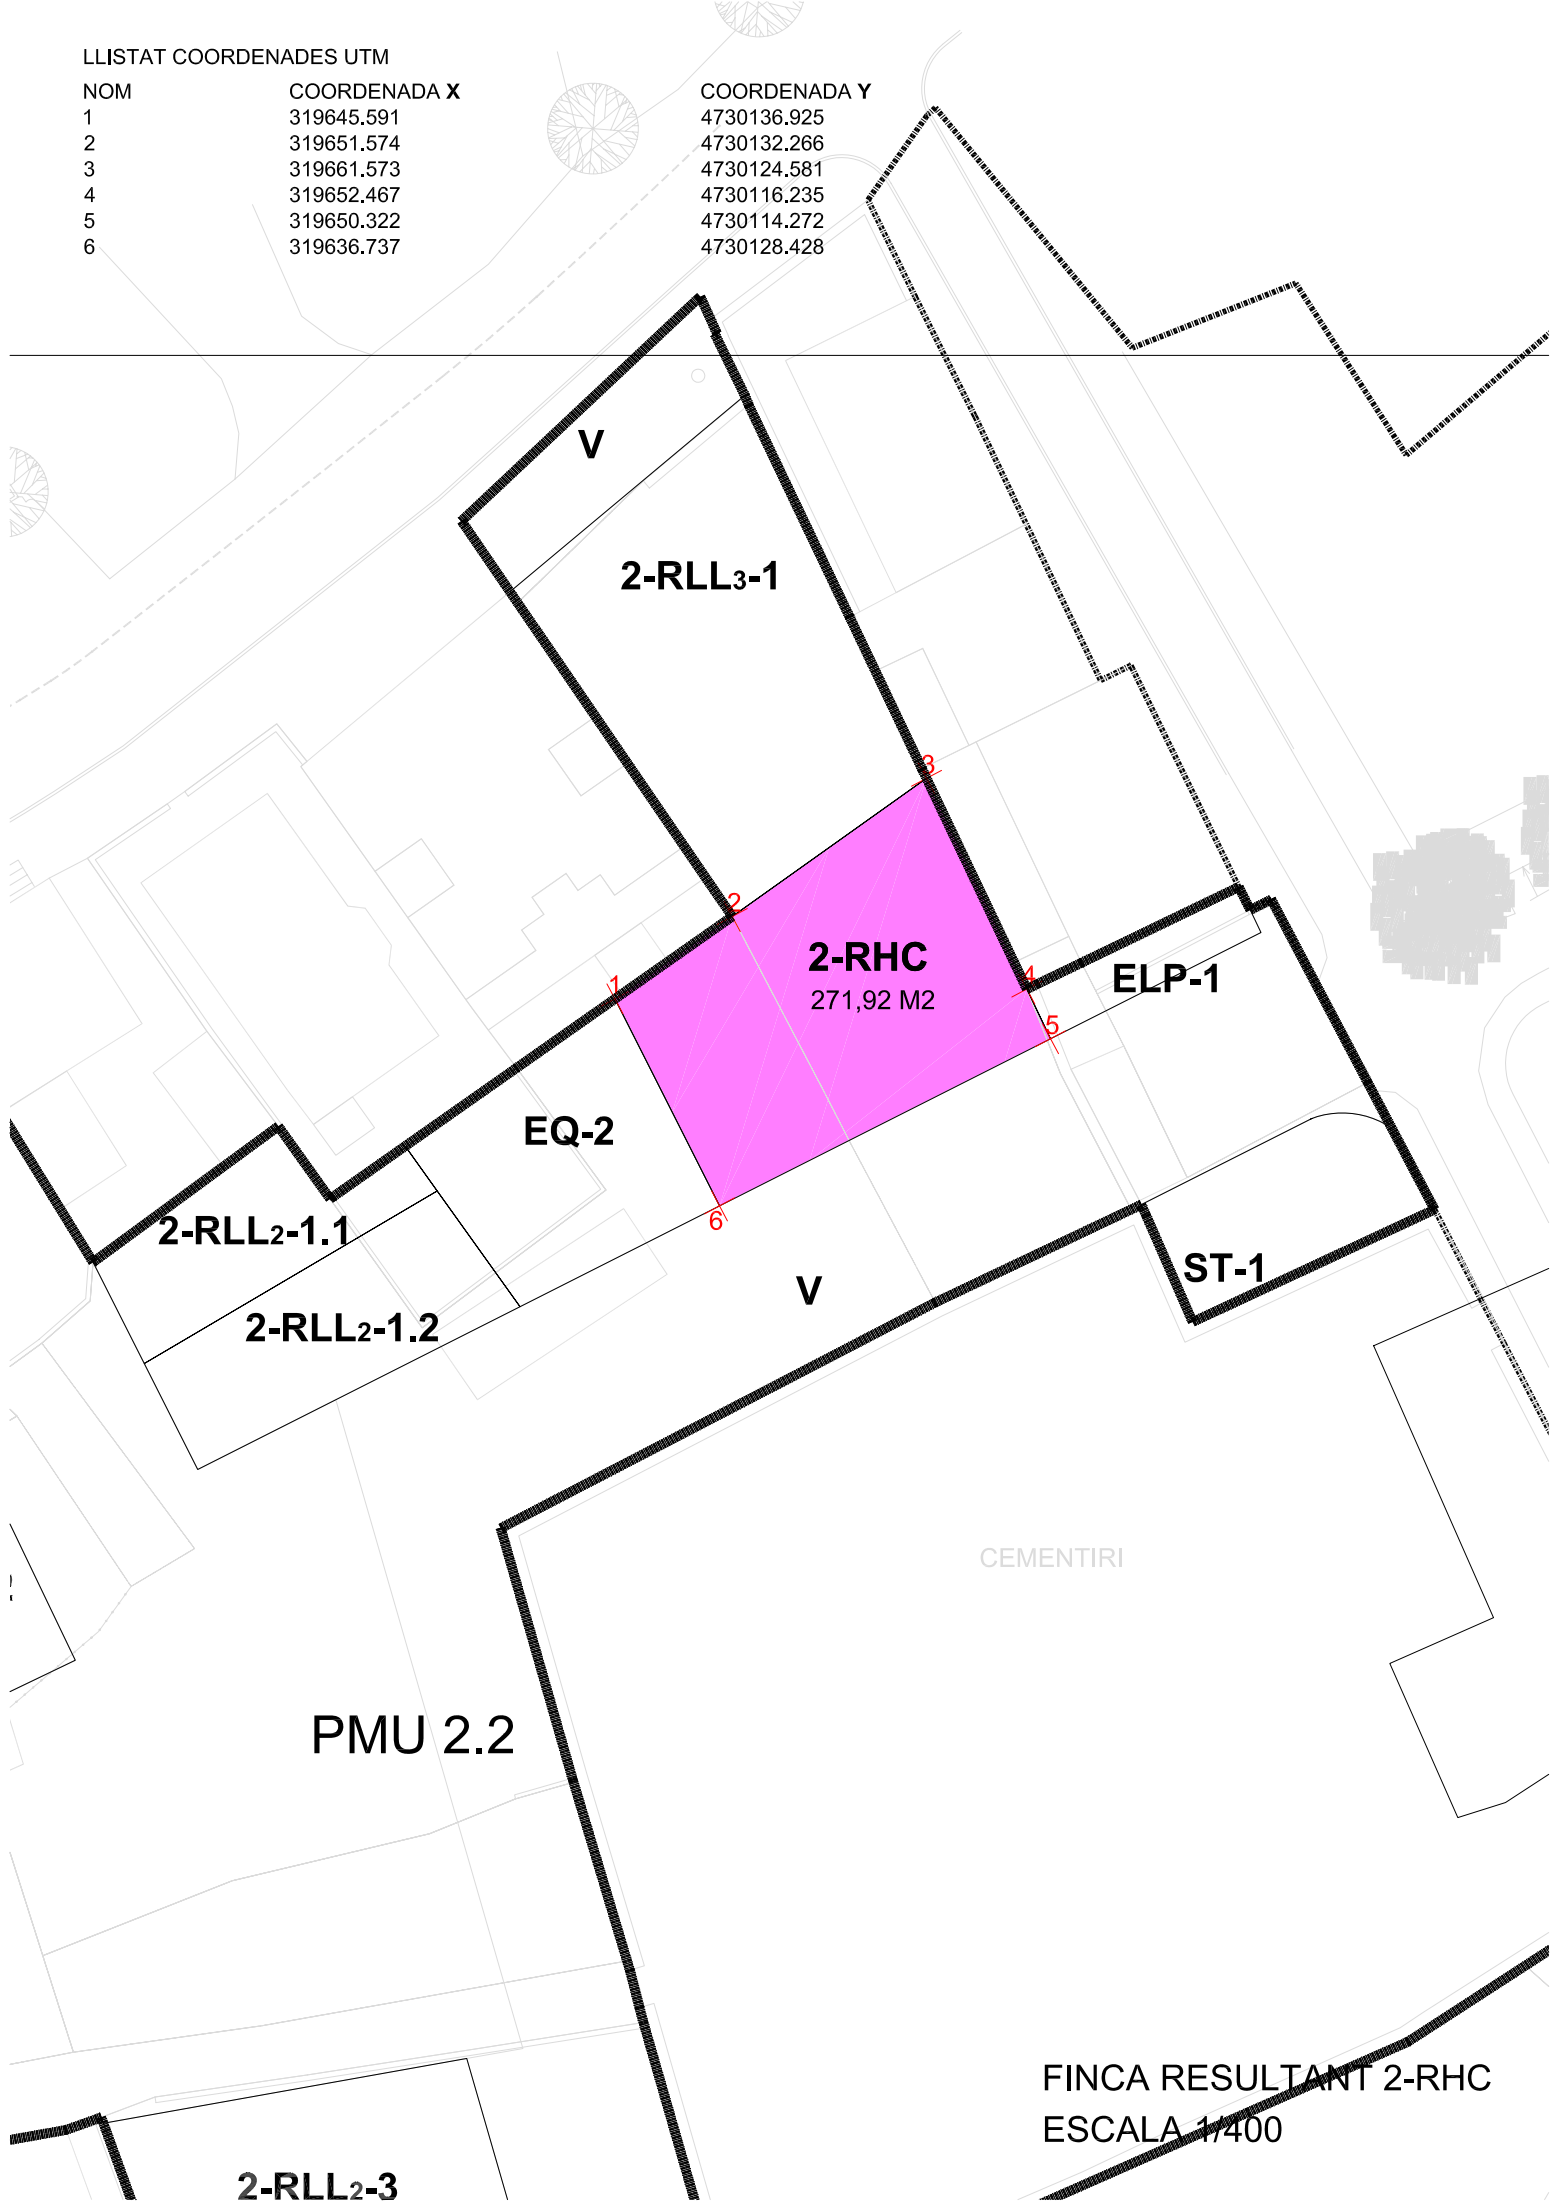 LLISTAT COORDENADES UTM
NOM COORDENADA X COORDENADA Y
1 319645.591 4730136.925
2 319651.574 4730132.266
3 319661.573 4730124.581
4 319652.467 4730116.235
5 319650.322 4730114.272
6 319636.737 4730128.428
V
2-RLL3-1
3
2
2-RHC
271,92 M2
4
ELP-1
1
5
EQ-2
6
2-RLL2-1.1
ST-1
V
2-RLL2-1.2
CEMENTIRI
PMU 2.2
FINCA RESULTANT 2-RHC
ESCALA 1/400
2-RLL2-3